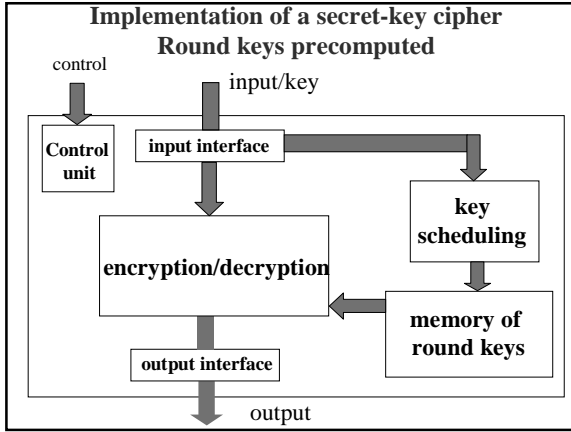 Implementation of a secret-key cipher
Round keys precomputed
control
input/key
Control
unit
input interface
key
scheduling
encryption/decryption
memory of
round keys
output interface
output